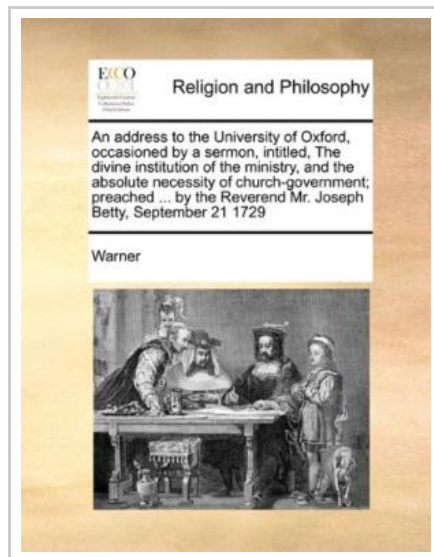 ECCO
Religion and Philosophy
An address to the University of Oxford,
occasioned by a sermon, intitled, The
divine institution of the ministry, and the
absolute necessity of church-government;
preached ... by the Reverend Mr. Joseph
Betty, September 21 1729
Warner